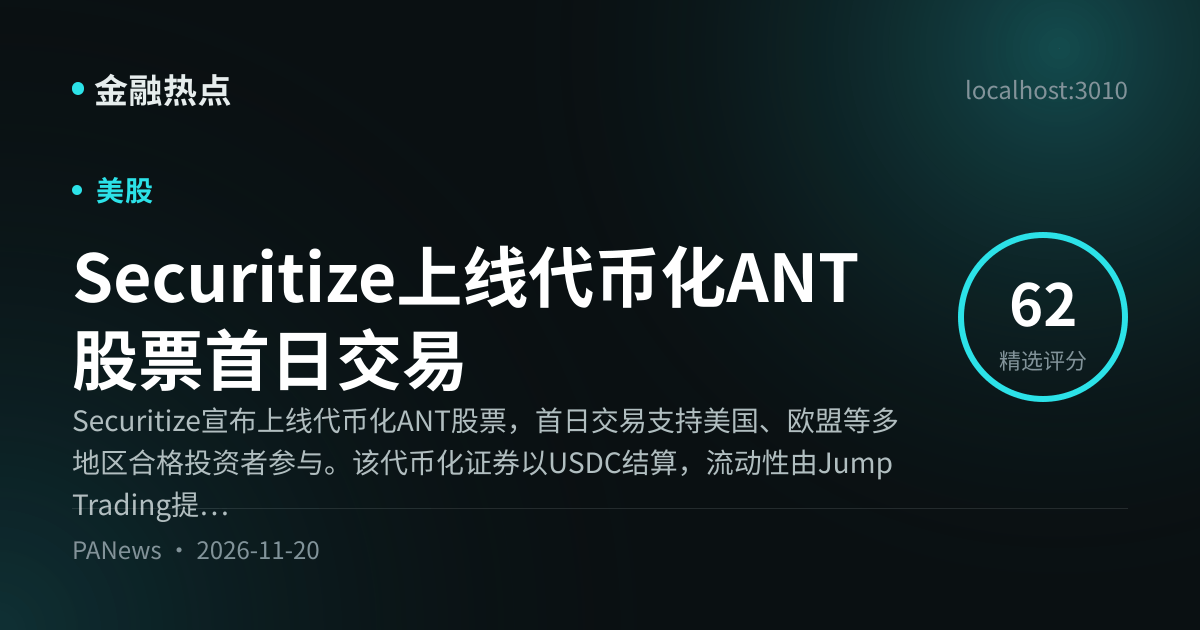 金融热点
localhost:3010
美股
Securitize上线代币化ANT
股票首日交易
62
精选评分
Securitize宣布上线代币化ANT股票，首日交易支持美国、欧盟等多
地区合格投资者参与。该代币化证券以USDC结算，流动性由Jump
Trading提…
PANews • 2026-11-20